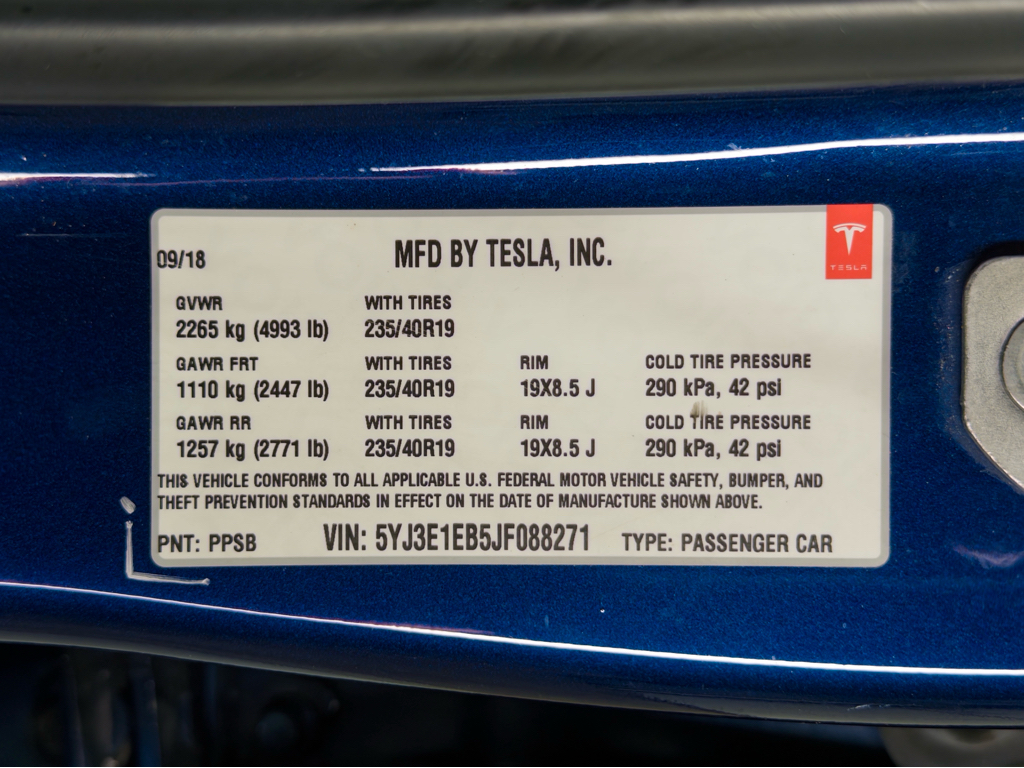 09/18 MFD BY TESLA, INC.
TESLA
GVWR WITH TIRES
2265 kg (4993 lb) 235/40R19
GAWR FRT WITH TIRES RIM COLD TIRE PRESSURE
1110 kg (2447 lb) 235/40R19 19X8.5 J 290 kPa, 42 psi
GAWR RR WITH TIRES RIM COLD TIRE PRESSURE
1257 kg (2771 lb) 235/40R19 19X8.5 J 290 kPa, 42 psi
THIS VEHICLE CONFORMS TO ALL APPLICABLE U.S. FEDERAL MOTOR VEHICLE SAFETY, BUMPER, AND
THEFT PREVENTION STANDARDS IN EFFECT ON THE DATE OF MANUFACTURE SHOWN ABOVE.
PNT: PPSB VIN: 5YJ3E1EB5JF088271 TYPE: PASSENGER CAR